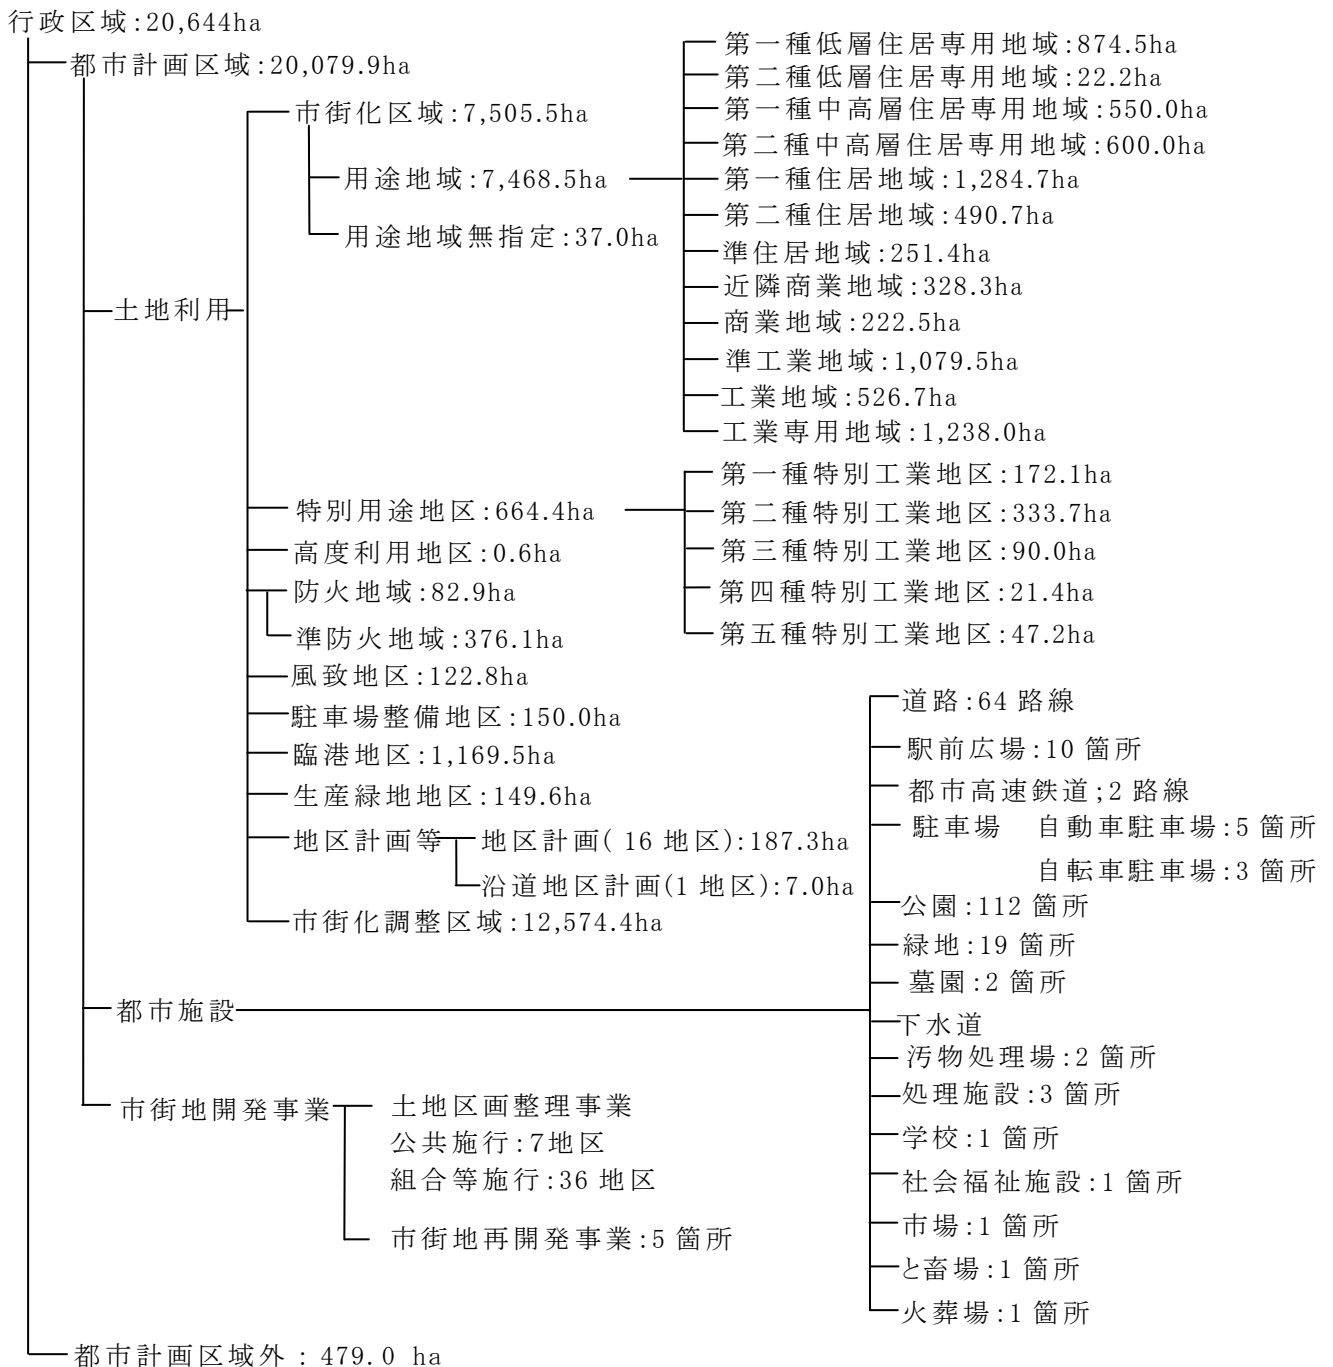 行政区域:20,644ha
都市計画区域:20,079.9ha
土地利用
市街化区域:7,505.5ha
用途地域:7,468.5ha
第一種低層住居専用地域:874.5ha
第二種低層住居専用地域:22.2ha
第一種中高層住居専用地域:550.0ha
第二種中高層住居専用地域:600.0ha
第一種住居地域:1,284.7ha
第二種住居地域:490.7ha
準住居地域:251.4ha
近隣商業地域:328.3ha
商業地域:222.5ha
準工業地域:1,079.5ha
工業地域:526.7ha
工業専用地域:1,238.0ha
用途地域無指定:37.0ha
特別用途地区:664.4ha
第一種特別工業地区:172.1ha
第二種特別工業地区:333.7ha
第三種特別工業地区:90.0ha
第四種特別工業地区:21.4ha
第五種特別工業地区:47.2ha
高度利用地区:0.6ha
防火地域:82.9ha
準防火地域:376.1ha
風致地区:122.8ha
駐車場整備地区:150.0ha
臨港地区:1,169.5ha
生産緑地地区:149.6ha
地区計画等
地区計画( 16 地区):187.3ha
沿道地区計画(1 地区):7.0ha
市街化調整区域:12,574.4ha
都市施設
道路:64 路線
駅前広場:10 箇所
都市高速鉄道;2 路線
駐車場 自動車駐車場:5 箇所
自転車駐車場:3 箇所
公園:112 箇所
緑地:19 箇所
墓園:2 箇所
下水道
汚物処理場:2 箇所
処理施設:3 箇所
学校:1 箇所
社会福祉施設:1 箇所
市場:1 箇所
と畜場:1 箇所
火葬場:1 箇所
市街地開発事業
土地区画整理事業
公共施行:7地区
組合等施行:36 地区
市街地再開発事業:5 箇所
都市計画区域外 : 479.0 ha